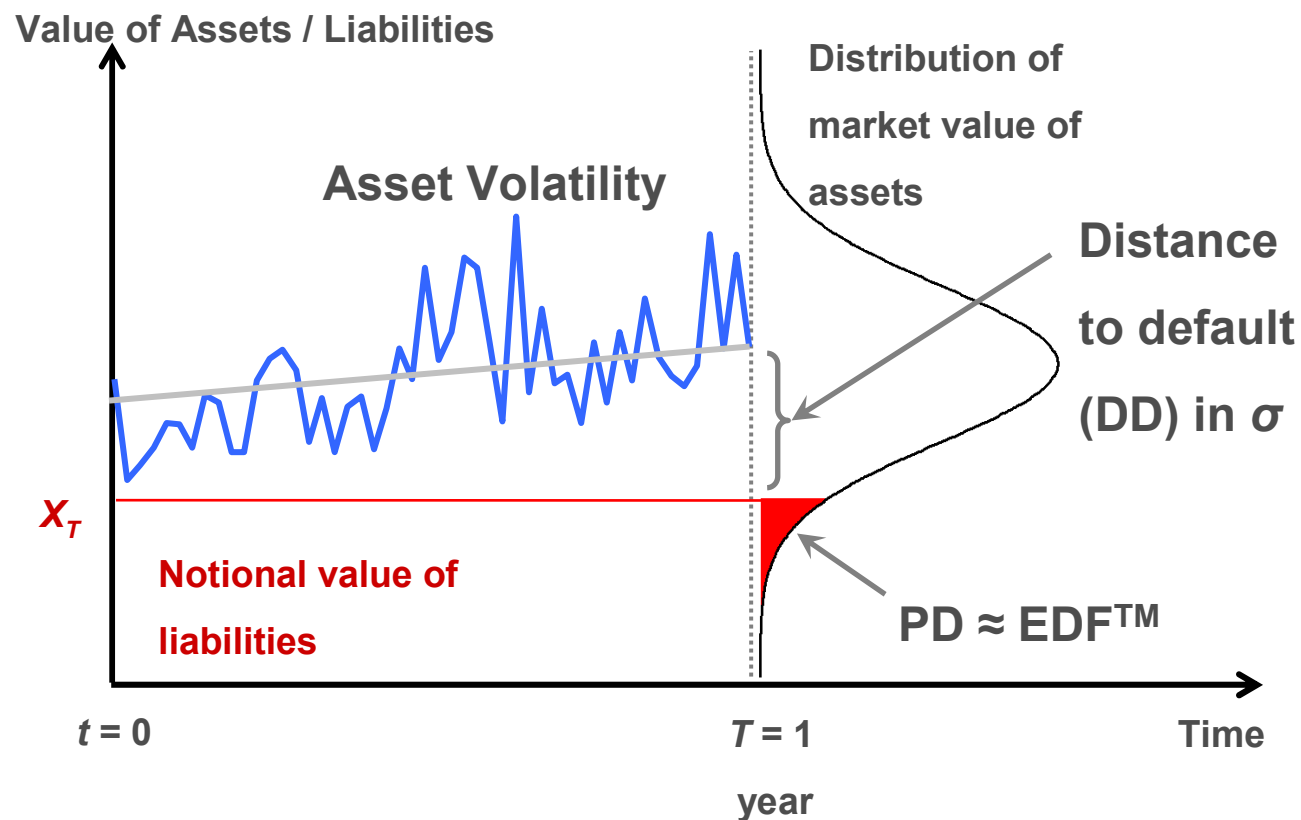 Value of Assets / Liabilities
Distribution of
market value of
assets
Asset Volatility
Distance
to default
(DD) in σ
X_T
Notional value of
liabilities
PD ≈ EDF™
t = 0
T = 1
year
Time